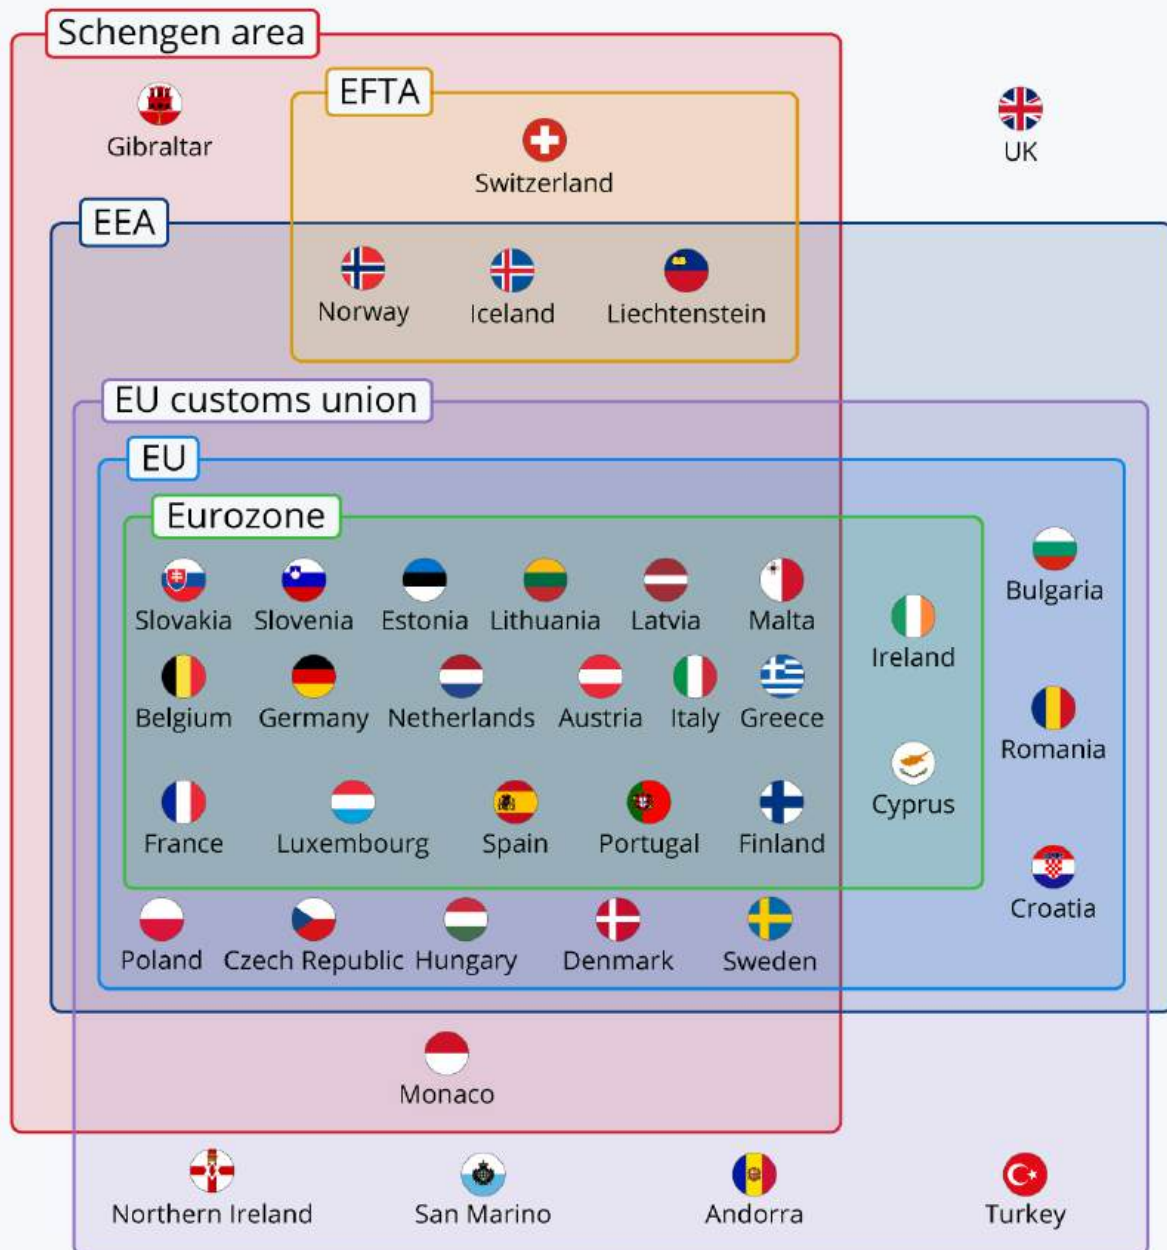 Schengen area
EFTA
Gibraltar
UK
Switzerland
EEA
Norway Iceland Liechtenstein
EU customs union
EU
Eurozone
Slovakia Slovenia Estonia Lithuania Latvia Malta
Bulgaria
Ireland
Belgium Germany Netherlands Austria Italy Greece
Romania
Cyprus
France Luxembourg Spain Portugal Finland
Croatia
Poland Czech Republic Hungary Denmark Sweden
Monaco
Northern Ireland San Marino Andorra Turkey